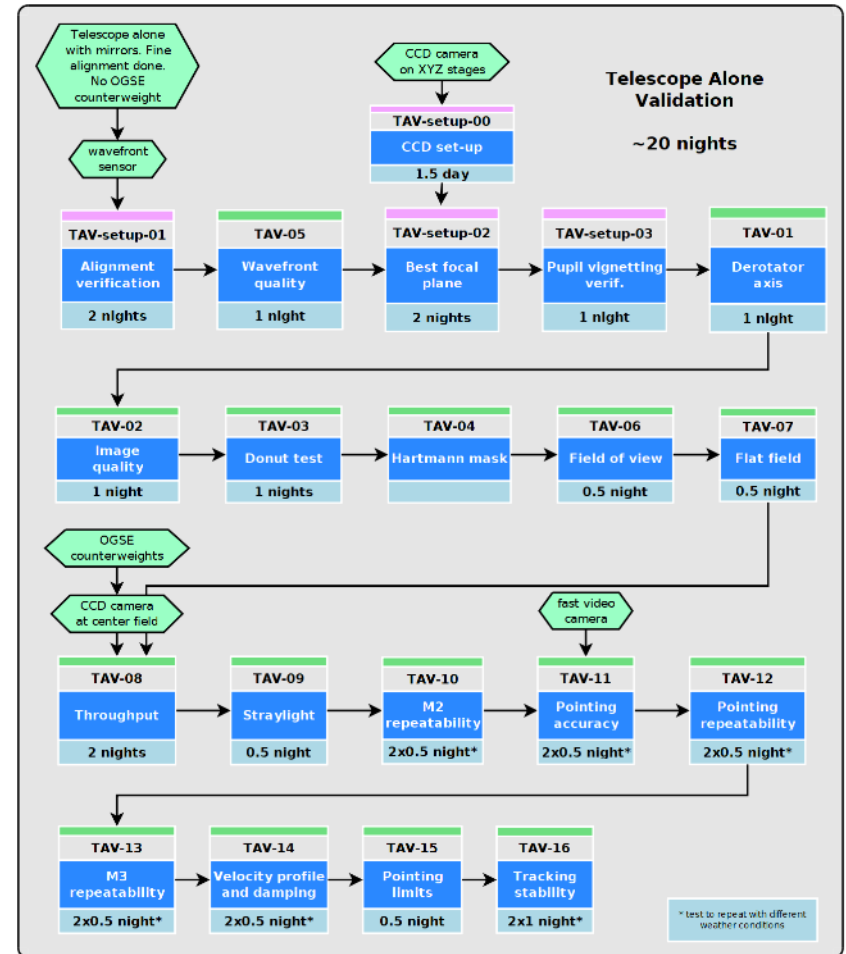 Telescope alone
with mirrors. Fine
alignment done.
No OGSE
counterweight
CCD camera
on XYZ stages
Telescope Alone
Validation
~20 nights
wavefront
sensor
TAV-setup-00
CCD set-up
1.5 day
TAV-setup-01
Alignment
verification
2 nights
TAV-05
Wavefront
quality
1 night
TAV-setup-02
Best focal
plane
2 nights
TAV-setup-03
Pupil vignetting
verif.
1 night
TAV-01
Derotator
axis
1 night
TAV-02
Image
quality
1 night
TAV-03
Donut test
1 nights
TAV-04
Hartmann mask
TAV-06
Field of view
0.5 night
TAV-07
Flat field
0.5 night
OGSE
counterweights
CCD camera
at center field
fast video
camera
TAV-08
Throughput
2 nights
TAV-09
Straylight
0.5 night
TAV-10
M2
repeatability
2x0.5 night*
TAV-11
Pointing
accuracy
2x0.5 night*
TAV-12
Pointing
repeatability
2x0.5 night*
TAV-13
M3
repeatability
2x0.5 night*
TAV-14
Velocity profile
and damping
2x0.5 night*
TAV-15
Pointing
limits
0.5 night
TAV-16
Tracking
stability
2x1 night*
* test to repeat with different
weather conditions